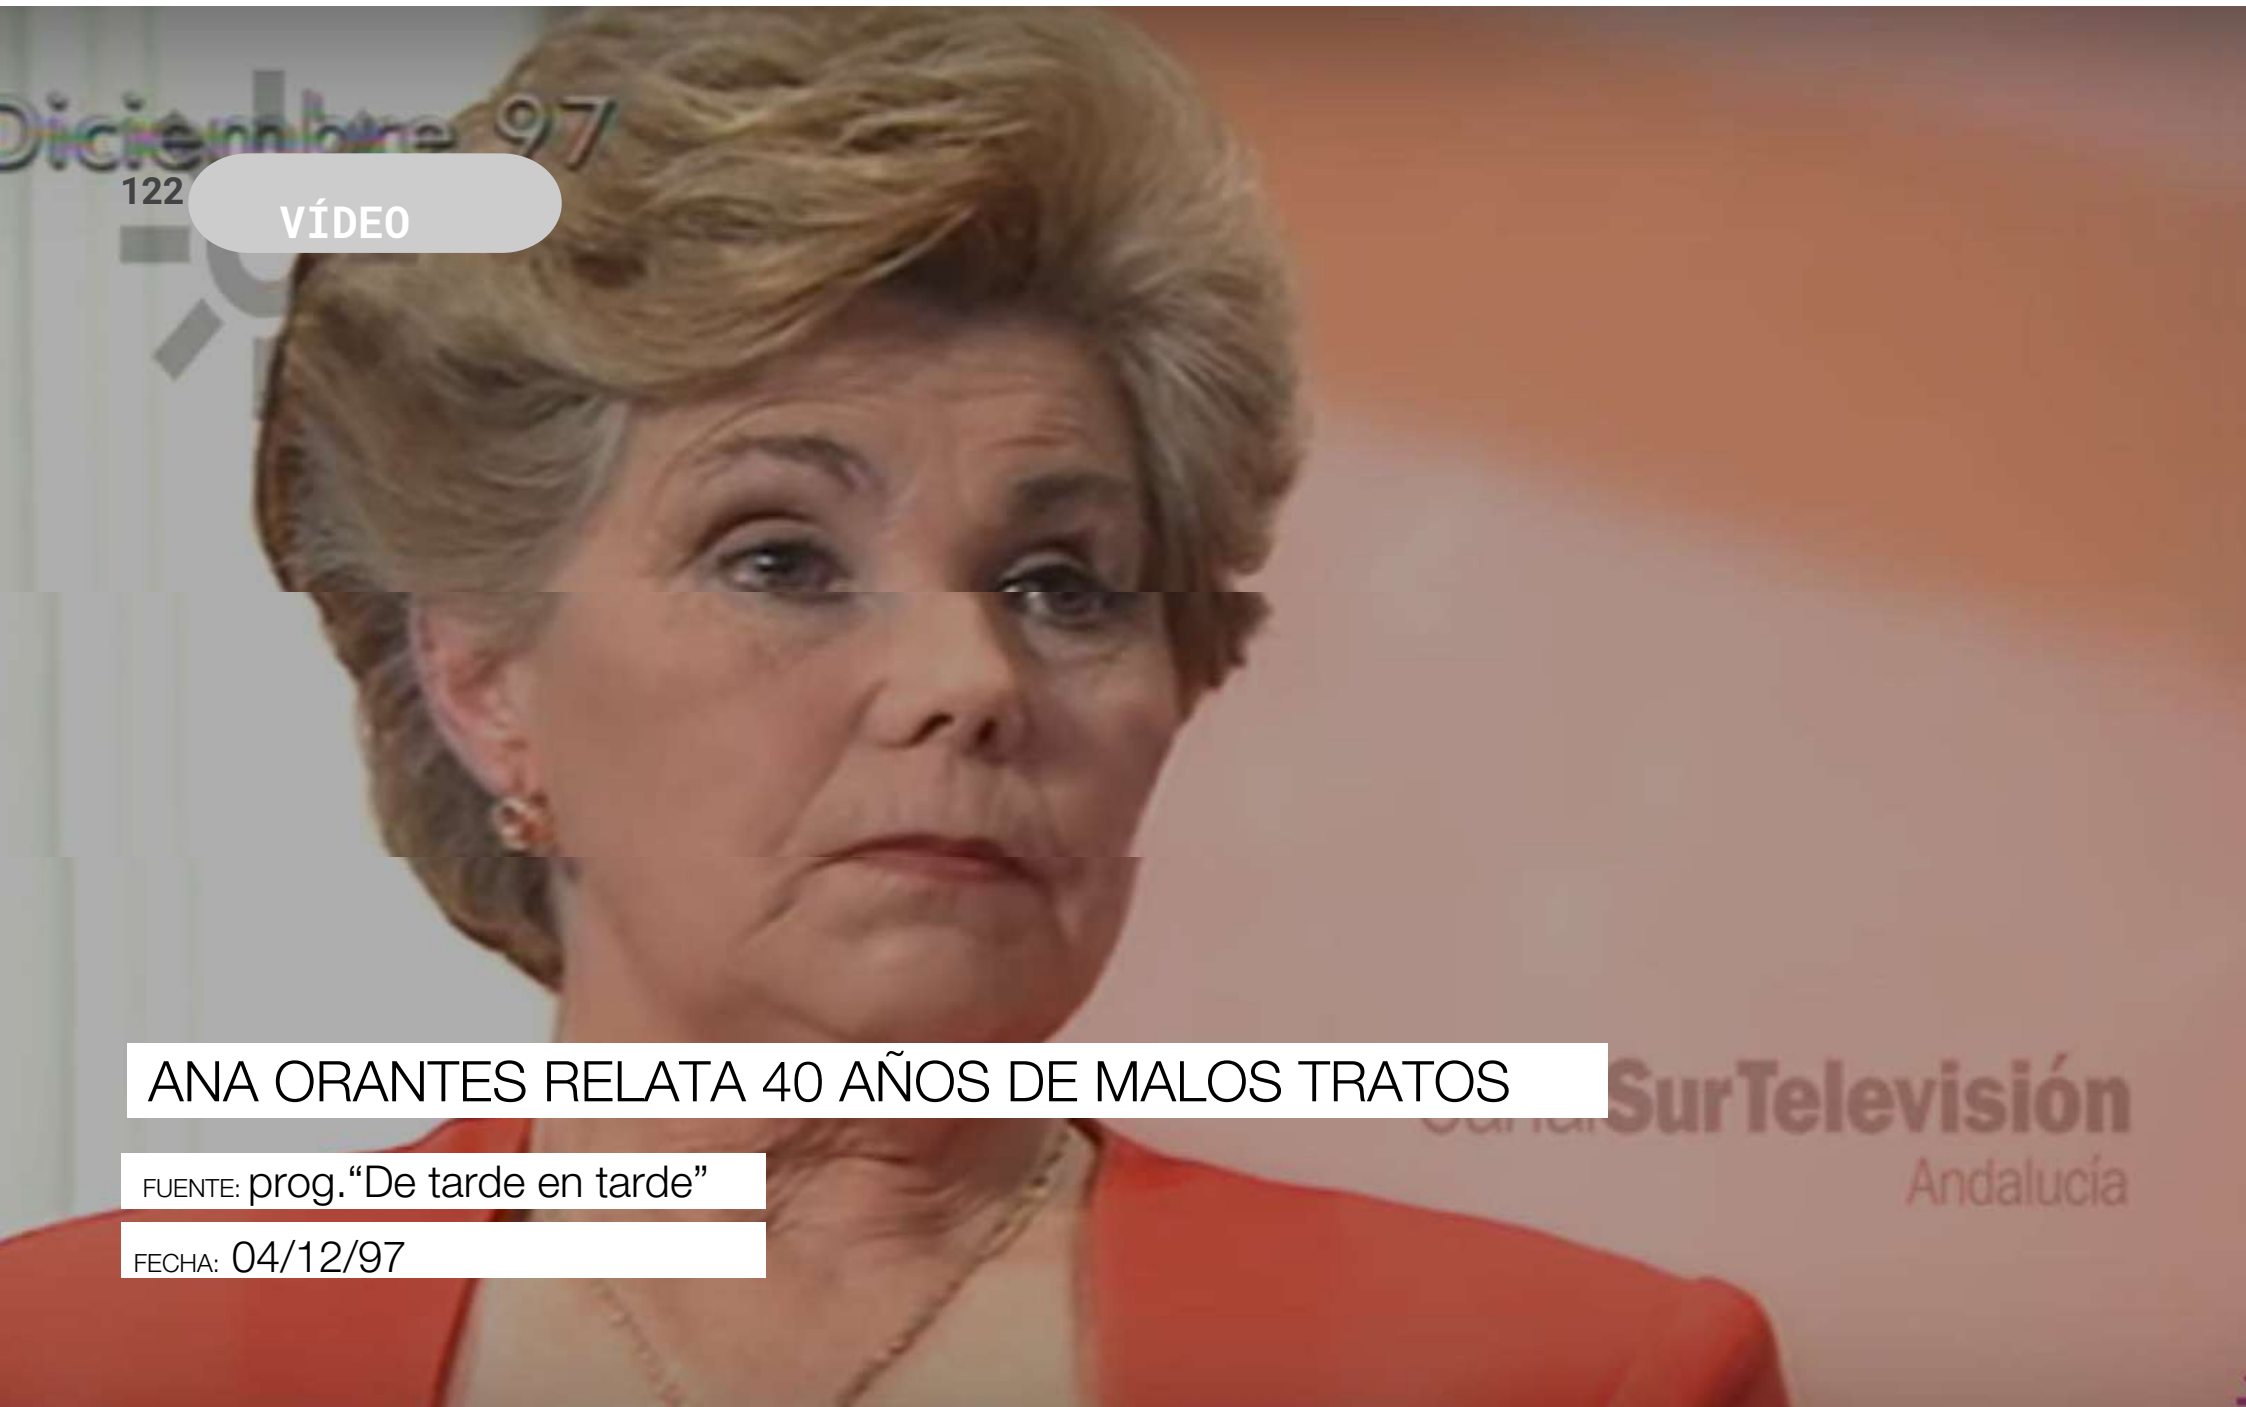 Diciembre 97
122
VÍDEO
ANA ORANTES RELATA 40 AÑOS DE MALOS TRATOS
CanalSurTelevisión
Andalucía
FUENTE: prog.“De tarde en tarde”
FECHA: 04/12/97